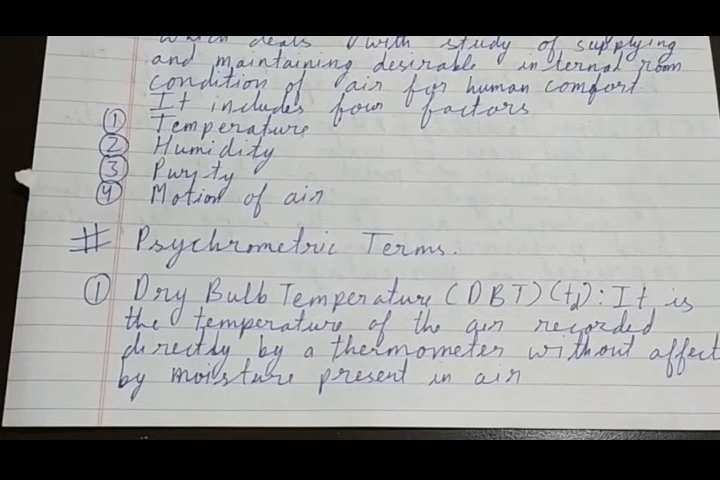 which deals with study of supplying
and maintaining desirable internal room
condition of air for human comfort.
It includes four factors
① Temperature
② Humidity
③ Purity
④ Motion of air
# Psychrometric Terms.
① Dry Bulb Temperature (DBT) (td): It is
the temperature of the air recorded
directly by a thermometer without affect
by moisture present in air